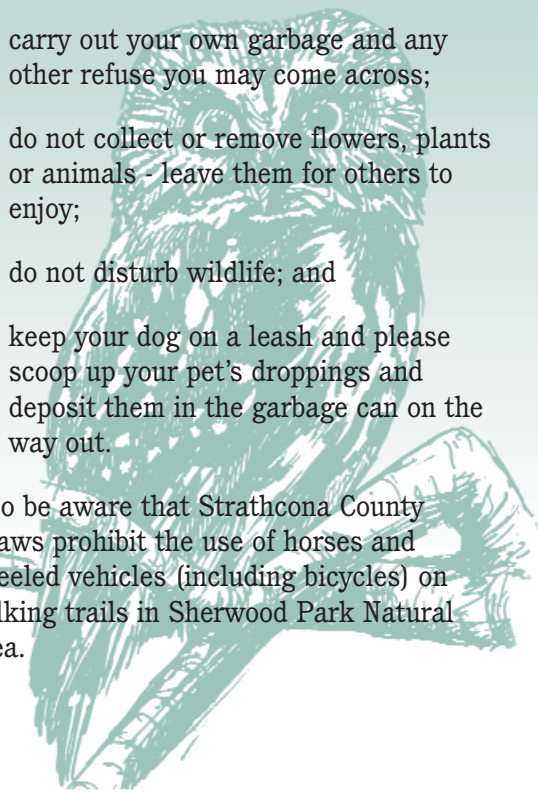 carry out your own garbage and any
other refuse you may come across;
do not collect or remove flowers, plants
or animals - leave them for others to
enjoy;
do not disturb wildlife; and
keep your dog on a leash and please
scoop up your pet's droppings and
deposit them in the garbage can on the
way out.
o be aware that Strathcona County
aws prohibit the use of horses and
eeled vehicles (including bicycles) on
lking trails in Sherwood Park Natural
ea.